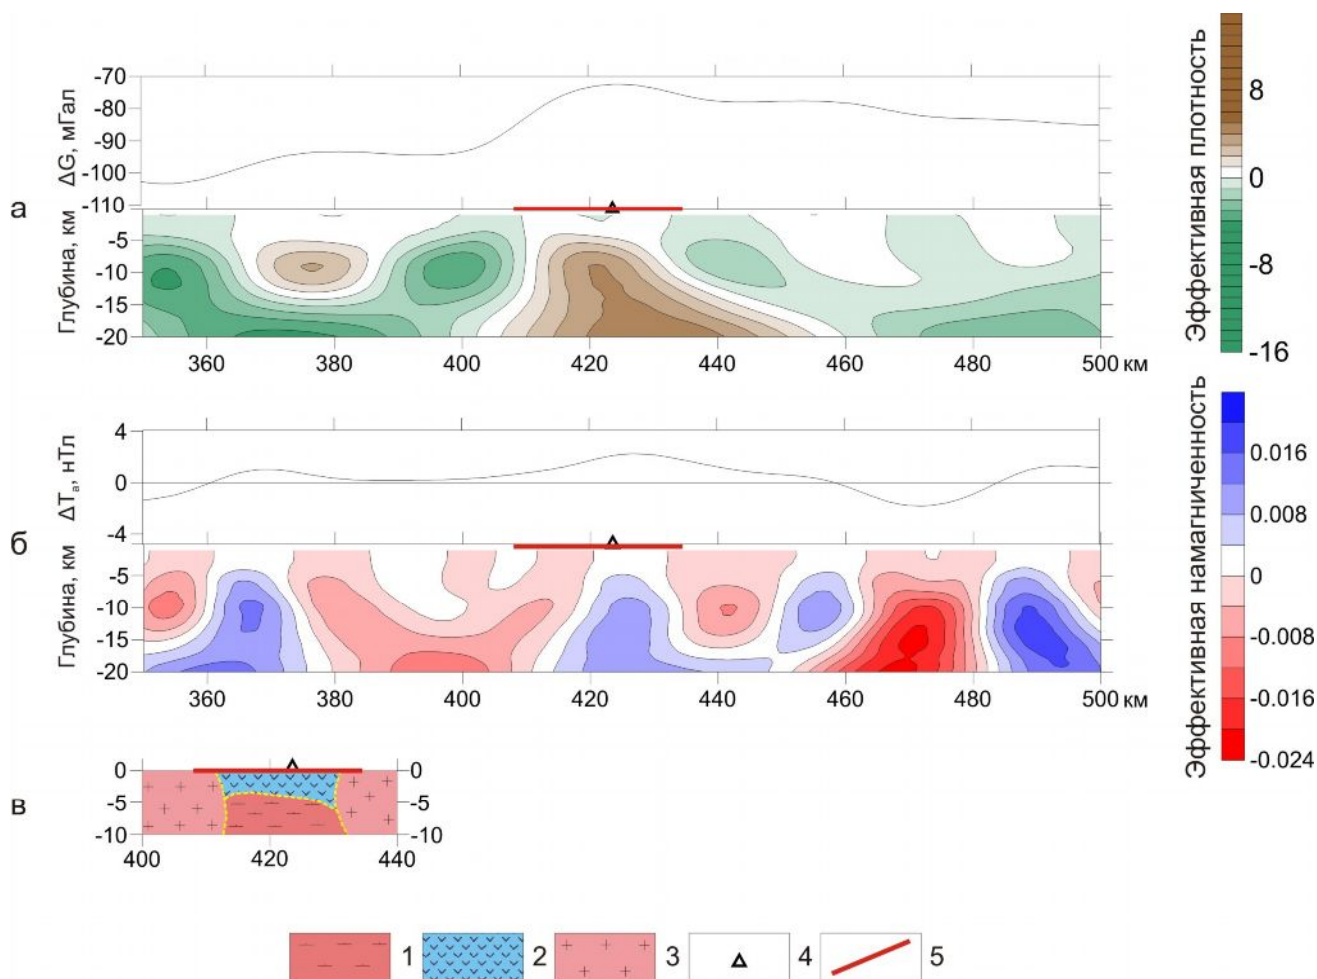 -70
-80
-90
-100
-110
ΔG, мГал
а
-5
-10
-15
-20
Глубина, км
360 380 400 420 440 460 480 500 км
8
0
-8
-16
Эффективная плотность
4
0
-4
ΔTа, нТл
б
-5
-10
-15
-20
Глубина, км
360 380 400 420 440 460 480 500 км
0.016
0.008
0
-0.008
-0.016
-0.024
Эффективная намагниченность
в
0 0
-5 -5
-10 -10
400 420 440
1 2 3 4 5